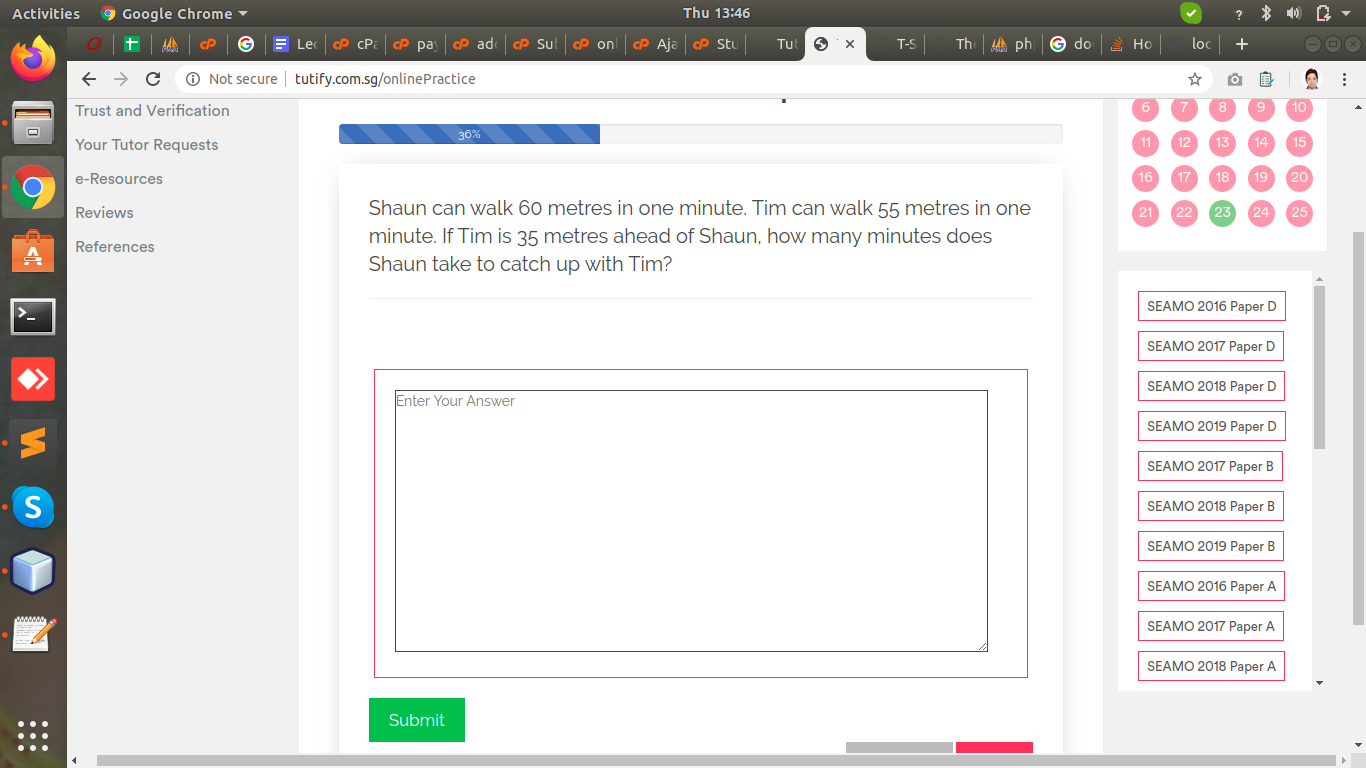 Activities
Google Chrome
Thu 13:46
Lec
cPa
pay
ado
Sul
onl
Aja
Stu
Tut
T-S
Th
ph
do
Ho
loc
Not secure
tutify.com.sg/onlinePractice
Trust and Verification
Your Tutor Requests
e-Resources
Reviews
References
36%
Shaun can walk 60 metres in one minute. Tim can walk 55 metres in one
minute. If Tim is 35 metres ahead of Shaun, how many minutes does
Shaun take to catch up with Tim?
Enter Your Answer
Submit
6 7 8 9 10
11 12 13 14 15
16 17 18 19 20
21 22 23 24 25
SEAMO 2016 Paper D
SEAMO 2017 Paper D
SEAMO 2018 Paper D
SEAMO 2019 Paper D
SEAMO 2017 Paper B
SEAMO 2018 Paper B
SEAMO 2019 Paper B
SEAMO 2016 Paper A
SEAMO 2017 Paper A
SEAMO 2018 Paper A